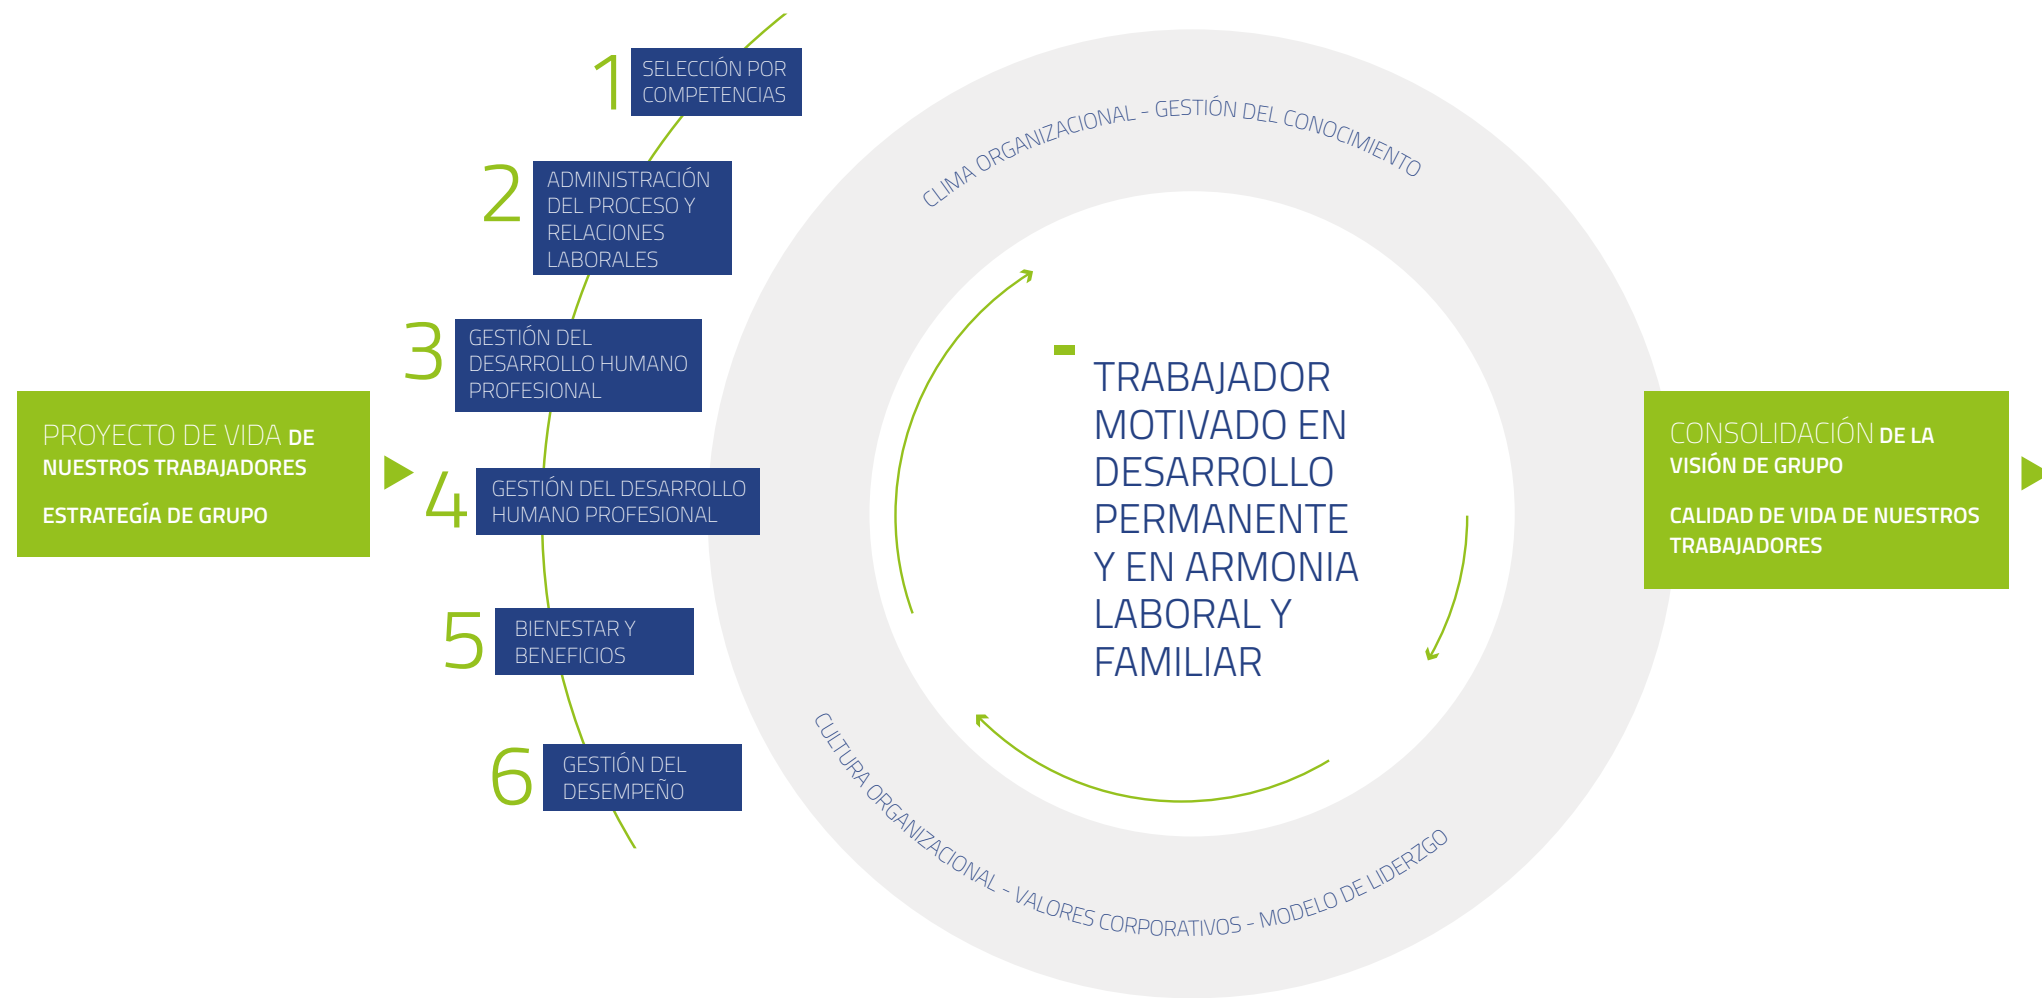 PROYECTO DE VIDA DE
NUESTROS TRABAJADORES
ESTRATEGÍA DE GRUPO
1
SELECCIÓN POR
COMPETENCIAS
2
ADMINISTRACIÓN
DEL PROCESO Y
RELACIONES
LABORALES
3
GESTIÓN DEL
DESARROLLO HUMANO
PROFESIONAL
4
GESTIÓN DEL DESARROLLO
HUMANO PROFESIONAL
5
BIENESTAR Y
BENEFICIOS
6
GESTIÓN DEL
DESEMPEÑO
CLIMA ORGANIZACIONAL - GESTIÓN DEL CONOCIMIENTO
TRABAJADOR
MOTIVADO EN
DESARROLLO
PERMANENTE
Y EN ARMONIA
LABORAL Y
FAMILIAR
CULTURA ORGANIZACIONAL - VALORES CORPORATIVOS - MODELO DE LIDERZGO
CONSOLIDACIÓN DE LA
VISIÓN DE GRUPO
CALIDAD DE VIDA DE NUESTROS
TRABAJADORES